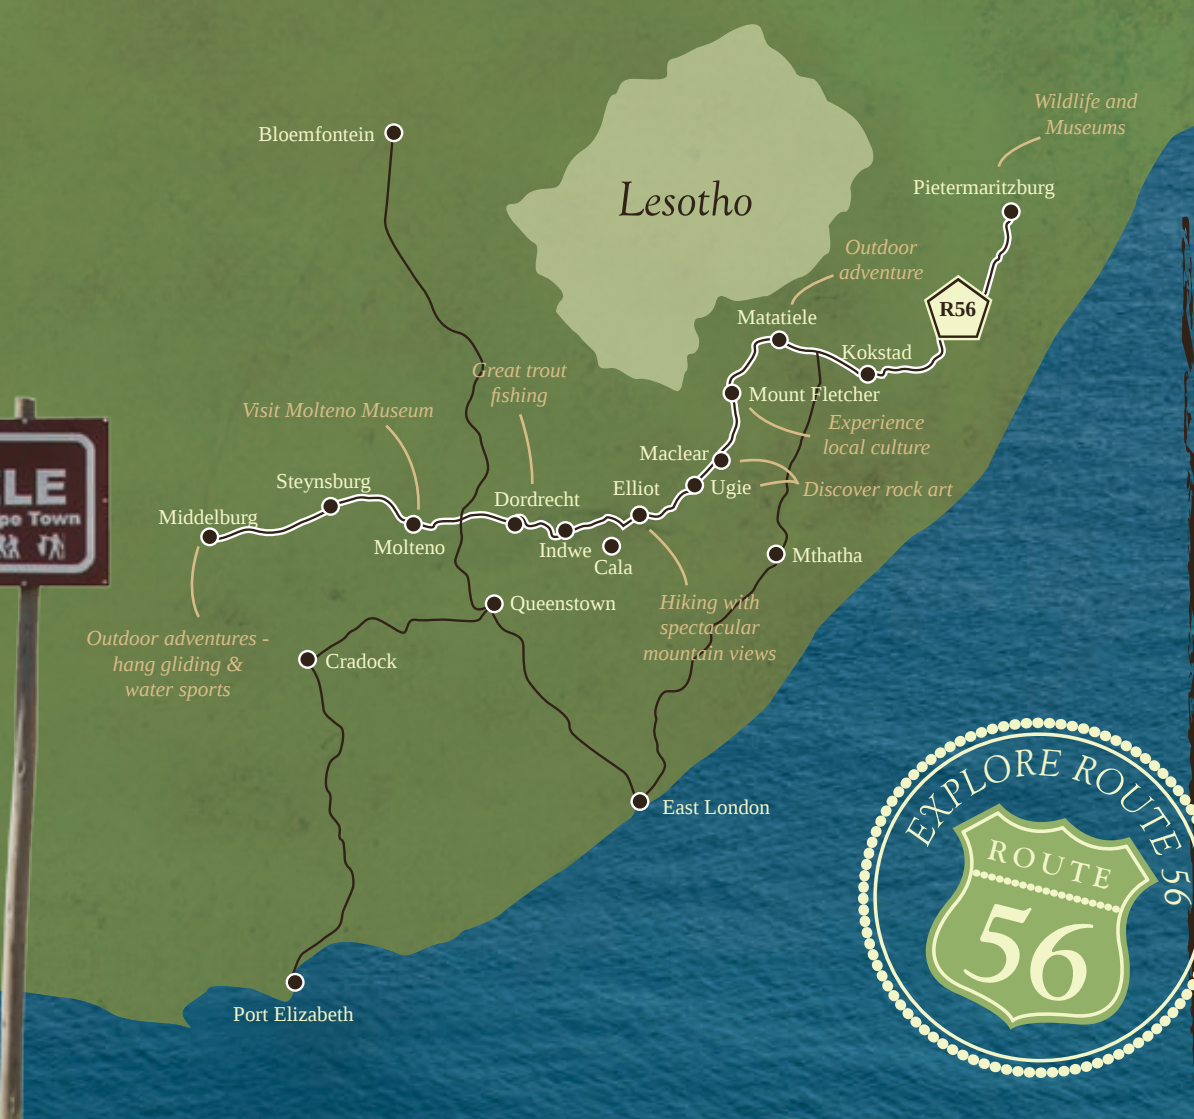 Wildlife and
Museums
Bloemfontein
Pietermaritzburg
Lesotho
Outdoor
adventure
R56
Matatiele
Kokstad
Great trout
fishing
Mount Fletcher
Visit Molteno Museum
Experience
local culture
Maclear
Steynsburg
Elliot
Ugie
Discover rock art
Dordrecht
Middelburg
Molteno
Indwe
Cala
Mthatha
LE
pe Town
Queenstown
Hiking with
spectacular
mountain views
Outdoor adventures -
hang gliding &
water sports
Cradock
East London
EXPLORE ROUTE 56
ROUTE
56
Port Elizabeth